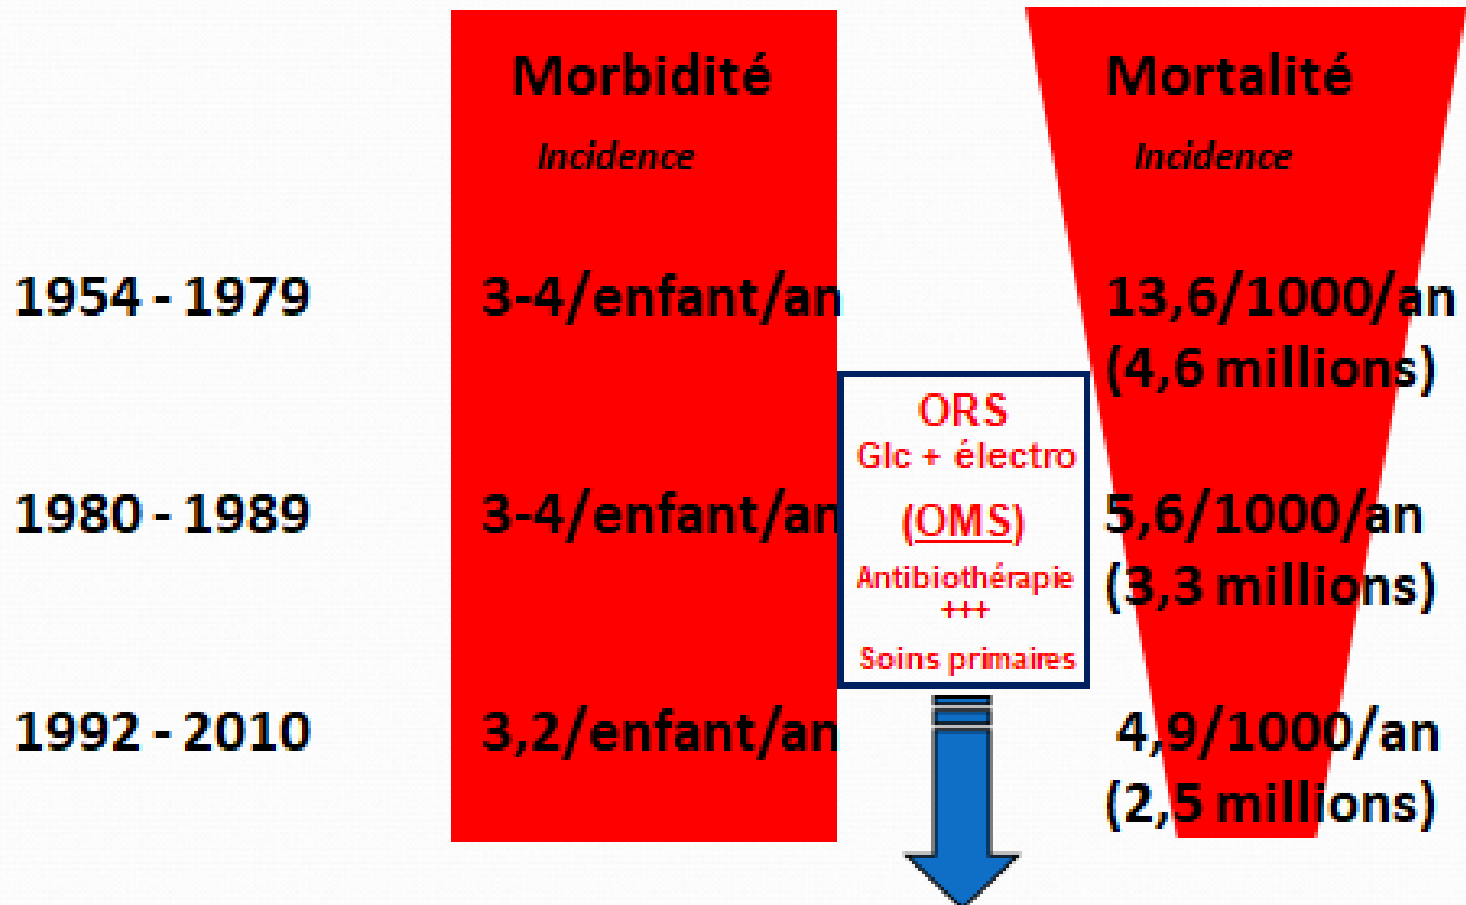 Morbidité
Mortalité
Incidence
Incidence
1954 - 1979
3-4/enfant/an
13,6/1000/an
(4,6 millions)
ORS
Glc + électro
(OMS)
Antibiothérapie
+++
Soins primaires
1980 - 1989
3-4/enfant/an
5,6/1000/an
(3,3 millions)
1992 - 2010
3,2/enfant/an
4,9/1000/an
(2,5 millions)